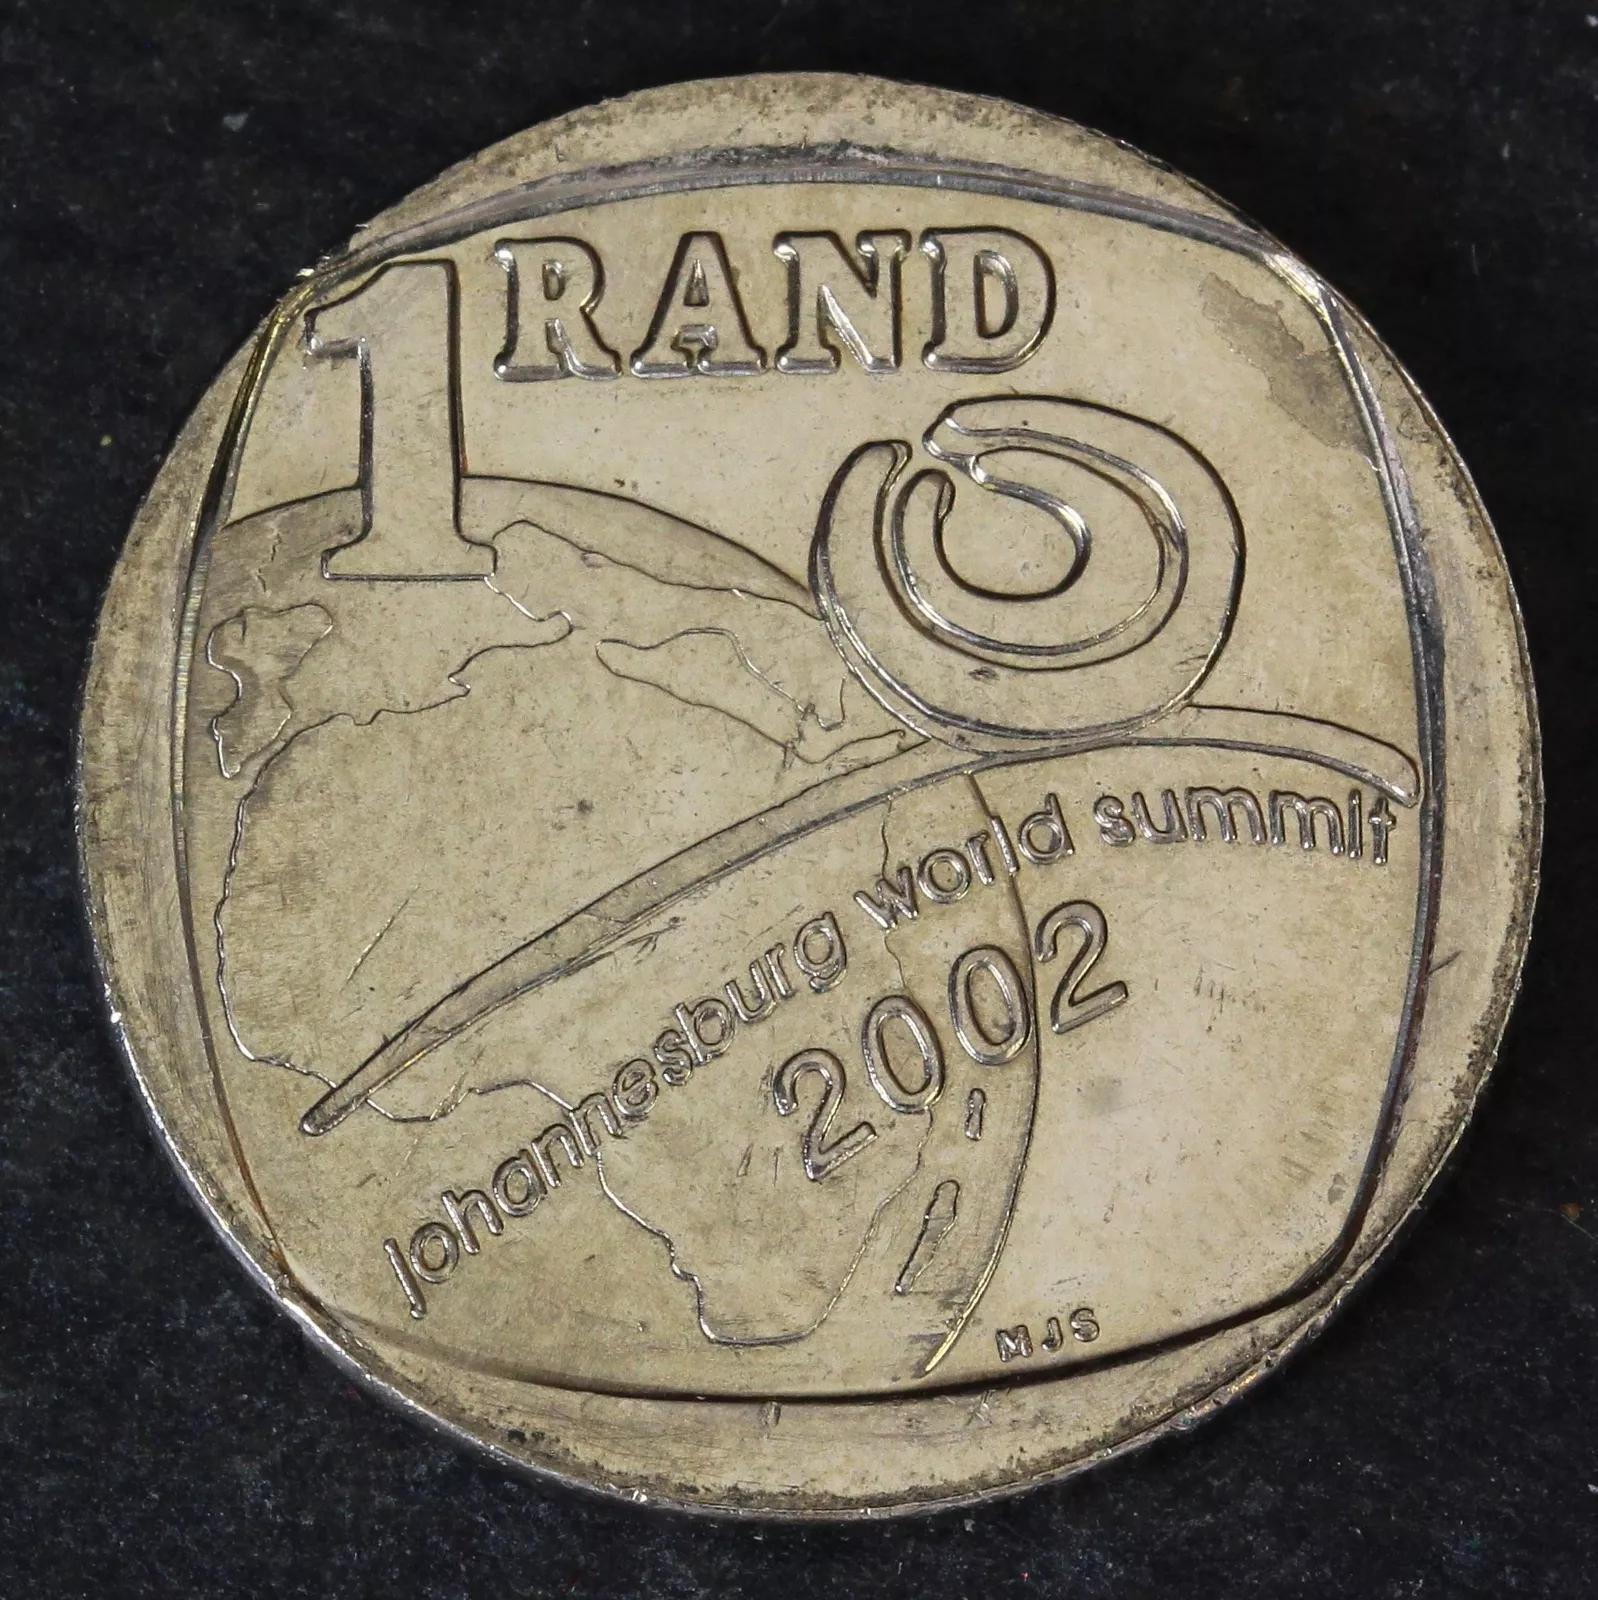 1 RAND
johannesburg world summit
2002
MJS